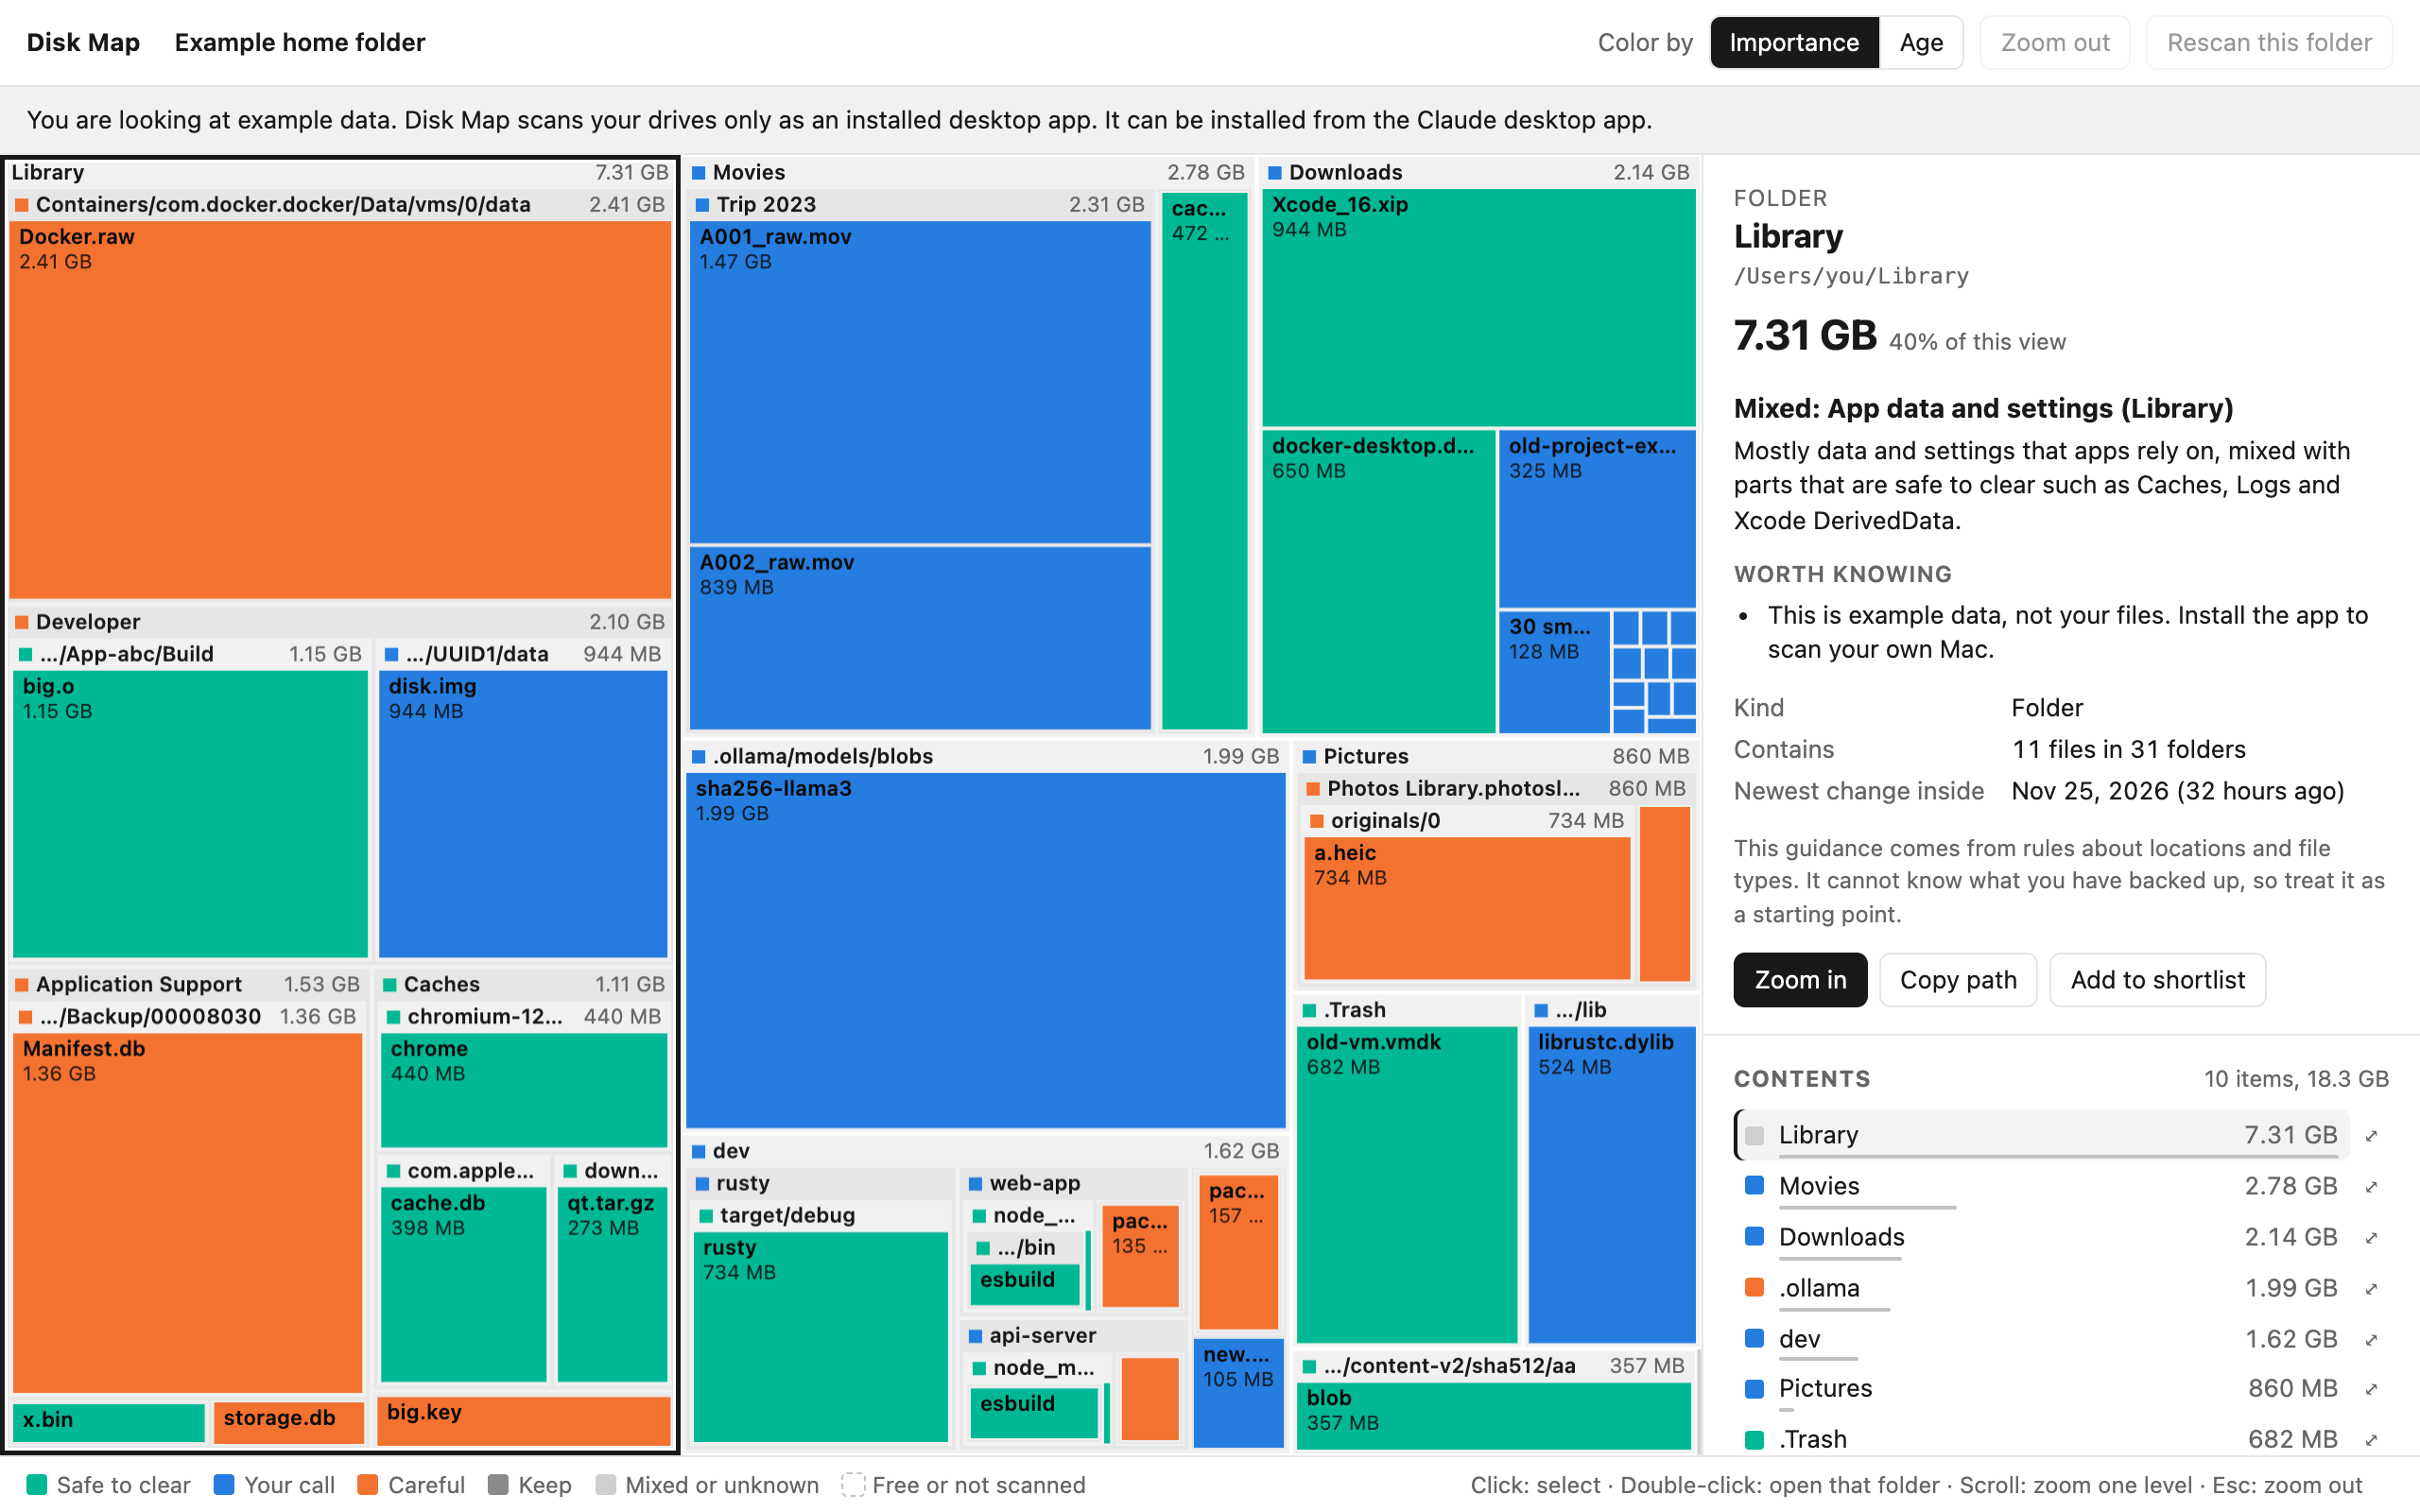 Disk Map Example home folder
Color by Importance Age Zoom out Rescan this folder
You are looking at example data. Disk Map scans your drives only as an installed desktop app. It can be installed from the Claude desktop app.
Library 7.31 GB
Containers/com.docker.docker/Data/vms/0/data 2.41 GB
Docker.raw
2.41 GB
Developer 2.10 GB
.../App-abc/Build 1.15 GB
big.o
1.15 GB
.../UUID1/data 944 MB
disk.img
944 MB
Application Support 1.53 GB
.../Backup/00008030 1.36 GB
Manifest.db
1.36 GB
x.bin
storage.db
Caches 1.11 GB
chromium-12... 440 MB
chrome
440 MB
com.apple...
cache.db
398 MB
down...
qt.tar.gz
273 MB
big.key
Movies 2.78 GB
Trip 2023 2.31 GB
A001_raw.mov
1.47 GB
A002_raw.mov
839 MB
cac...
472 ...
Downloads 2.14 GB
Xcode_16.xip
944 MB
docker-desktop.d...
650 MB
old-project-ex...
325 MB
30 sm...
128 MB
.ollama/models/blobs 1.99 GB
sha256-llama3
1.99 GB
dev 1.62 GB
rusty
target/debug
rusty
734 MB
web-app
node_...
.../bin
esbuild
pac...
135 ...
api-server
node_m...
esbuild
pac...
157 ...
new....
105 MB
Pictures 860 MB
Photos Library.photosl... 860 MB
originals/0 734 MB
a.heic
734 MB
.Trash
old-vm.vmdk
682 MB
.../lib
librustc.dylib
524 MB
.../content-v2/sha512/aa 357 MB
blob
357 MB
FOLDER
Library
/Users/you/Library
7.31 GB 40% of this view
Mixed: App data and settings (Library)
Mostly data and settings that apps rely on, mixed with
parts that are safe to clear such as Caches, Logs and
Xcode DerivedData.
WORTH KNOWING
• This is example data, not your files. Install the app to
scan your own Mac.
Kind Folder
Contains 11 files in 31 folders
Newest change inside Nov 25, 2026 (32 hours ago)
This guidance comes from rules about locations and file
types. It cannot know what you have backed up, so treat it as
a starting point.
Zoom in Copy path Add to shortlist
CONTENTS 10 items, 18.3 GB
Library 7.31 GB
Movies 2.78 GB
Downloads 2.14 GB
.ollama 1.99 GB
dev 1.62 GB
Pictures 860 MB
.Trash 682 MB
Safe to clear Your call Careful Keep Mixed or unknown Free or not scanned
Click: select · Double-click: open that folder · Scroll: zoom one level · Esc: zoom out